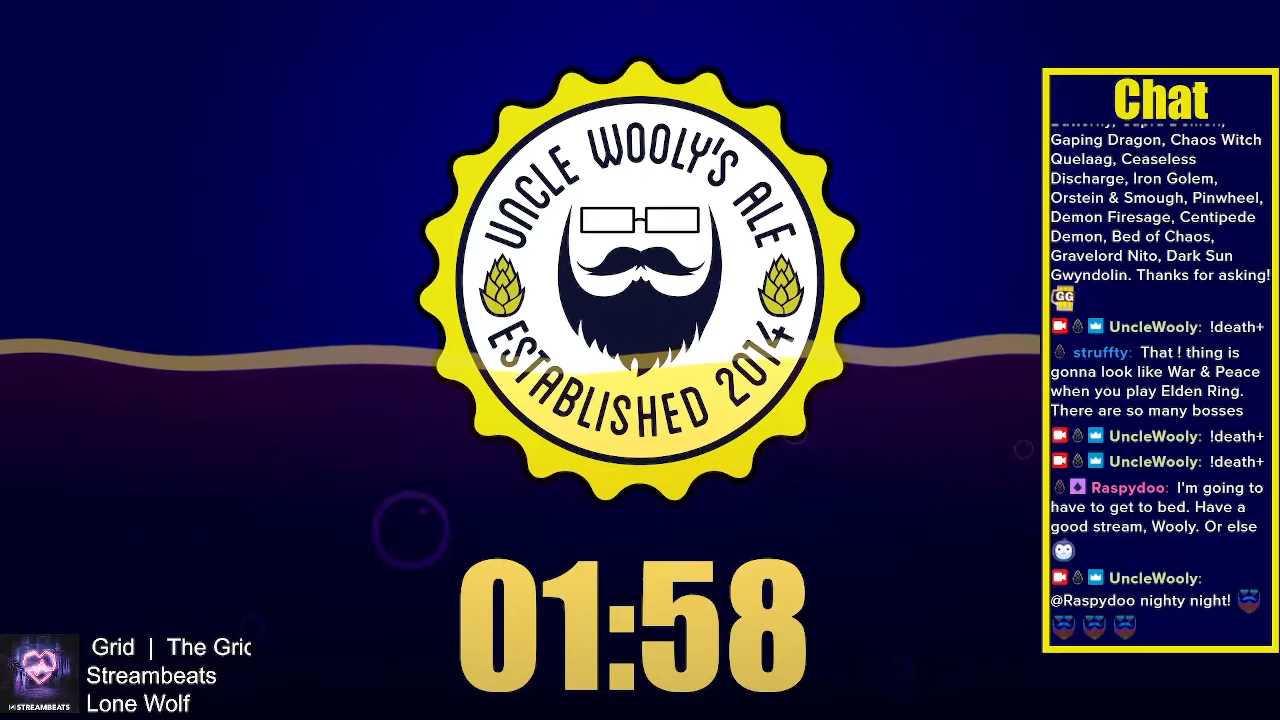 UNCLE WOOLY'S ALE
ESTABLISHED 2014
01:58
Grid | The Grid
Streambeats
Lone Wolf
STREAMBEATS
Chat
Gaping Dragon, Chaos Witch
Quelaag, Ceaseless
Discharge, Iron Golem,
Orstein & Smough, Pinwheel,
Demon Firesage, Centipede
Demon, Bed of Chaos,
Gravelord Nito, Dark Sun
Gwyndolin. Thanks for asking!
GG
UncleWooly: !death+
struffty: That ! thing is
gonna look like War & Peace
when you play Elden Ring.
There are so many bosses
UncleWooly: !death+
UncleWooly: !death+
Raspydoo: I'm going to
have to get to bed. Have a
good stream, Wooly. Or else
UncleWooly:
@Raspydoo nighty night!